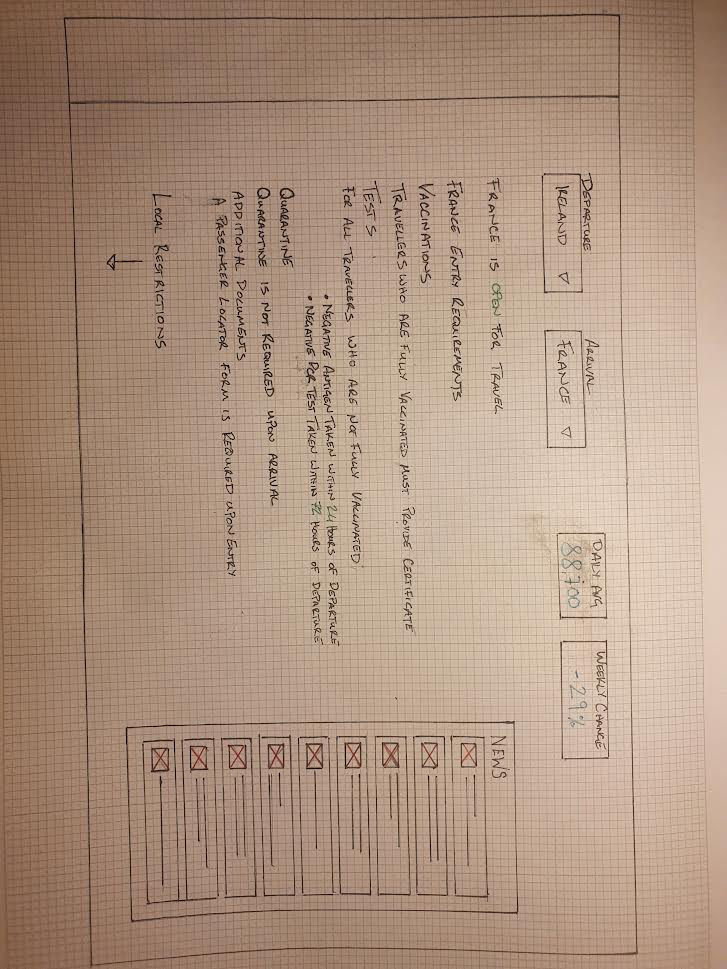 DEPARTURE
IRELAND
ARRIVAL
FRANCE
DAILY AVG
88,700
WEEKLY CHANGE
-29%
FRANCE IS OPEN FOR TRAVEL
FRANCE ENTRY REQUIREMENTS
VACCINATIONS
TRAVELLERS WHO ARE FULLY VACCINATED MUST PROVIDE CERTIFICATE
TESTS
FOR ALL TRAVELLERS WHO ARE NOT FULLY VACCINATED:
• NEGATIVE ANTIGEN TAKEN WITHIN 24 HOURS OF DEPARTURE
• NEGATIVE PCR TEST TAKEN WITHIN 72 HOURS OF DEPARTURE
QUARANTINE
QUARANTINE IS NOT REQUIRED UPON ARRIVAL
ADDITIONAL DOCUMENTS
A PASSENGER LOCATOR FORM IS REQUIRED UPON ENTRY
LOCAL RESTRICTIONS
NEWS